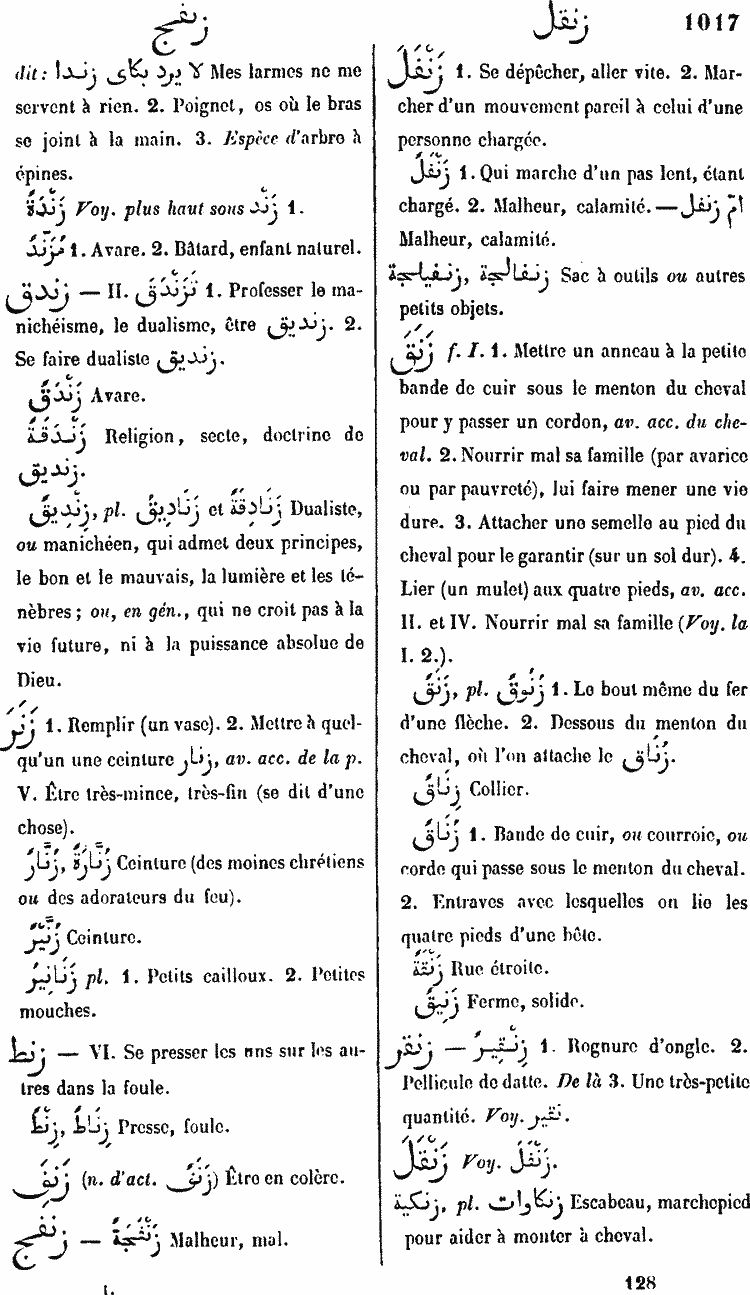 زنفج
زنقل 1017
dit: لا يرد بكاى زندا Mes larmes ne me
servent à rien. 2. Poignet, os où le bras
se joint à la main. 3. Espèce d'arbre à
épines.
زَنْدَةٌ Voy. plus haut sous زَنْد 1.
مُزَنَّدٌ 1. Avare. 2. Bâtard, enfant naturel.
زندق — II. تَزَنْدَقَ 1. Professer le ma-
nichéisme, le dualisme, être زنديق. 2.
Se faire dualiste زنديق.
زَنْدَقٌ Avare.
زَنْدَقَةٌ Religion, secte, doctrine de
زنديق.
زِنْدِيقٌ, pl. زَنَادِيقُ et زَنَادِقَةٌ Dualiste,
ou manichéen, qui admet deux principes,
le bon et le mauvais, la lumière et les té-
nèbres; ou, en gén., qui ne croit pas à la
vie future, ni à la puissance absolue de
Dieu.
زَنَرَ 1. Remplir (un vase). 2. Mettre à quel-
qu'un une ceinture زنار, av. acc. de la p.
V. Être très-mince, très-fin (se dit d'une
chose).
زُنَّارٌ, زُنَّارَةٌ Ceinture (des moines chrétiens
ou des adorateurs du feu).
زُنَّيْرٌ Ceinture.
زَنَانِيرُ pl. 1. Petits cailloux. 2. Petites
mouches.
زنط — VI. Se presser les uns sur les au-
tres dans la foule.
زِنَاطٌ, زِنْطٌ Presse, foule.
زَنِفَ (n. d'act. زَنَفٌ) Être en colère.
زنفج — زَنْفَجَةٌ Malheur, mal.
زَنْفَلَ 1. Se dépêcher, aller vite. 2. Mar-
cher d'un mouvement pareil à celui d'une
personne chargée.
زَنْفَلٌ 1. Qui marche d'un pas lent, étant
chargé. 2. Malheur, calamité. — امّ زنفل
Malheur, calamité.
زنفالجة, زنفيلجة Sac à outils ou autres
petits objets.
زَنَقَ f. I. 1. Mettre un anneau à la petite
bande de cuir sous le menton du cheval
pour y passer un cordon, av. acc. du che-
val. 2. Nourrir mal sa famille (par avarice
ou par pauvreté), lui faire mener une vie
dure. 3. Attacher une semelle au pied du
cheval pour le garantir (sur un sol dur). 4.
Lier (un mulet) aux quatre pieds, av. acc.
II. et IV. Nourrir mal sa famille (Voy. la
I. 2.).
زَنَقٌ, pl. زُنُوقٌ 1. Le bout même du fer
d'une flèche. 2. Dessous du menton du
cheval, où l'on attache le زُنَاق.
زِنَاقٌ Collier.
زُنَاقٌ 1. Bande de cuir, ou courroie, ou
corde qui passe sous le menton du cheval.
2. Entraves avec lesquelles on lie les
quatre pieds d'une bête.
زَنَقَةٌ Rue étroite.
زَنِيقٌ Ferme, solide.
زنقر — زِنْقِيرٌ 1. Rognure d'ongle. 2.
Pellicule de datte. De là 3. Une très-petite
quantité. Voy. نقير.
زَنْقَلَ Voy. زَنْفَلَ.
زنكية, pl. زنكاوات Escabeau, marchepied
pour aider à monter à cheval.
I.
128